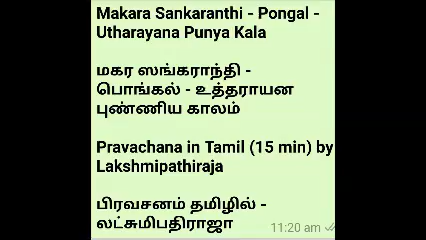 Makara Sankaranthi - Pongal -
Utharayana Punya Kala
மகர ஸங்கராந்தி -
பொங்கல் - உத்தராயன
புண்ணிய காலம்
Pravachana in Tamil (15 min) by
Lakshmipathiraja
பிரவசனம் தமிழில் -
லட்சுமிபதிராஜா
11:20 am